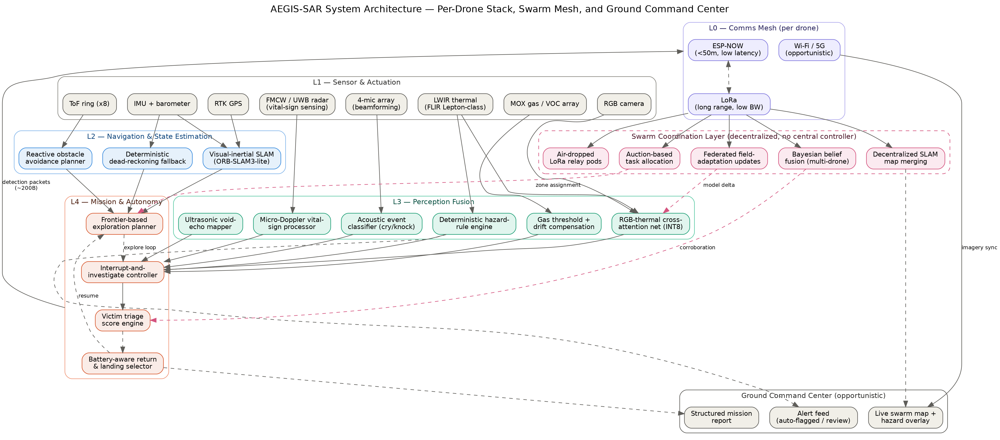 AEGIS-SAR System Architecture — Per-Drone Stack, Swarm Mesh, and Ground Command Center
L0 — Comms Mesh (per drone)
ESP-NOW
(<50m, low latency)
Wi-Fi / 5G
(opportunistic)
LoRa
(long range, low BW)
L1 — Sensor & Actuation
ToF ring (x8)
IMU + barometer
RTK GPS
FMCW / UWB radar
(vital-sign sensing)
4-mic array
(beamforming)
LWIR thermal
(FLIR Lepton-class)
MOX gas / VOC array
RGB camera
L2 — Navigation & State Estimation
Reactive obstacle
avoidance planner
Deterministic
dead-reckoning fallback
Visual-inertial SLAM
(ORB-SLAM3-lite)
Swarm Coordination Layer (decentralized, no central controller)
Air-dropped
LoRa relay pods
Auction-based
task allocation
Federated field-
adaptation updates
Bayesian belief
fusion (multi-drone)
Decentralized SLAM
map merging
detection packets
(~200B)
zone assignment
model delta
L4 — Mission & Autonomy
Frontier-based
exploration planner
explore loop
Interrupt-and-
investigate controller
resume
Victim triage
score engine
Battery-aware return
& landing selector
L3 — Perception Fusion
Ultrasonic void-
echo mapper
Micro-Doppler vital-
sign processor
Acoustic event
classifier (cry/knock)
Deterministic hazard-
rule engine
Gas threshold +
drift compensation
RGB-thermal cross-
attention net (INT8)
corroboration
imagery sync
Ground Command Center (opportunistic)
Structured mission
report
Alert feed
(auto-flagged / review)
Live swarm map +
hazard overlay